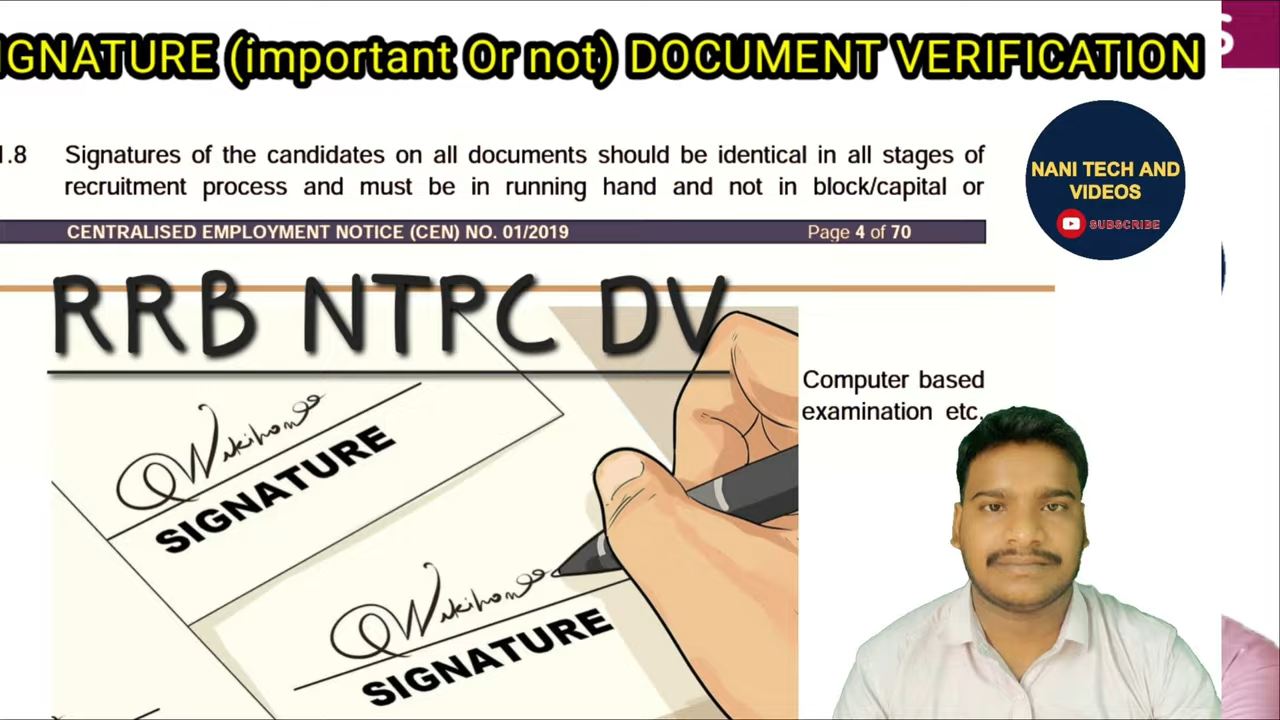 IGNATURE (important Or not) DOCUMENT VERIFICATION
S
1.8 Signatures of the candidates on all documents should be identical in all stages of
recruitment process and must be in running hand and not in block/capital or
NANI TECH AND
VIDEOS
SUBSCRIBE
CENTRALISED EMPLOYMENT NOTICE (CEN) NO. 01/2019 Page 4 of 70
RRB NTPC DV
Computer based
examination etc.
Wikihow
SIGNATURE
Wikihow
SIGNATURE